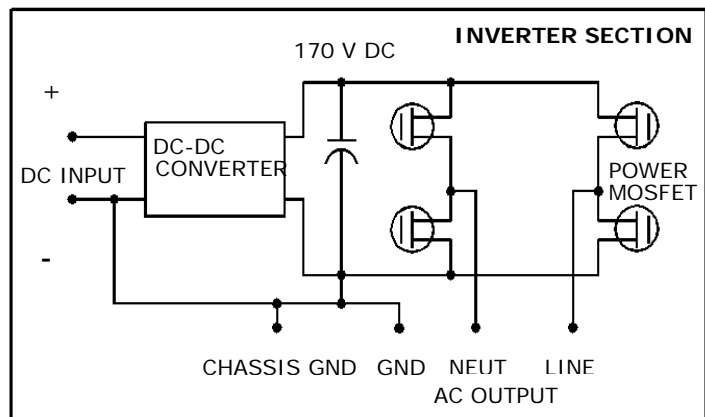 INVERTER SECTION
170 V DC
+
DC-DC
CONVERTER
DC INPUT
POWER
MOSFET
-
CHASSIS GND GND NEUT LINE
AC OUTPUT